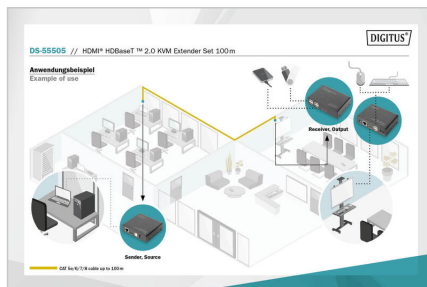 DIGITUS®
DS-55505 // HDMI® HDBaseT ™ 2.0 KVM Extender Set 100 m
Anwendungsbeispiel
Example of use
Receiver, Output
Sender, Source
CAT 5e/6/7/8 cable up to 100 m